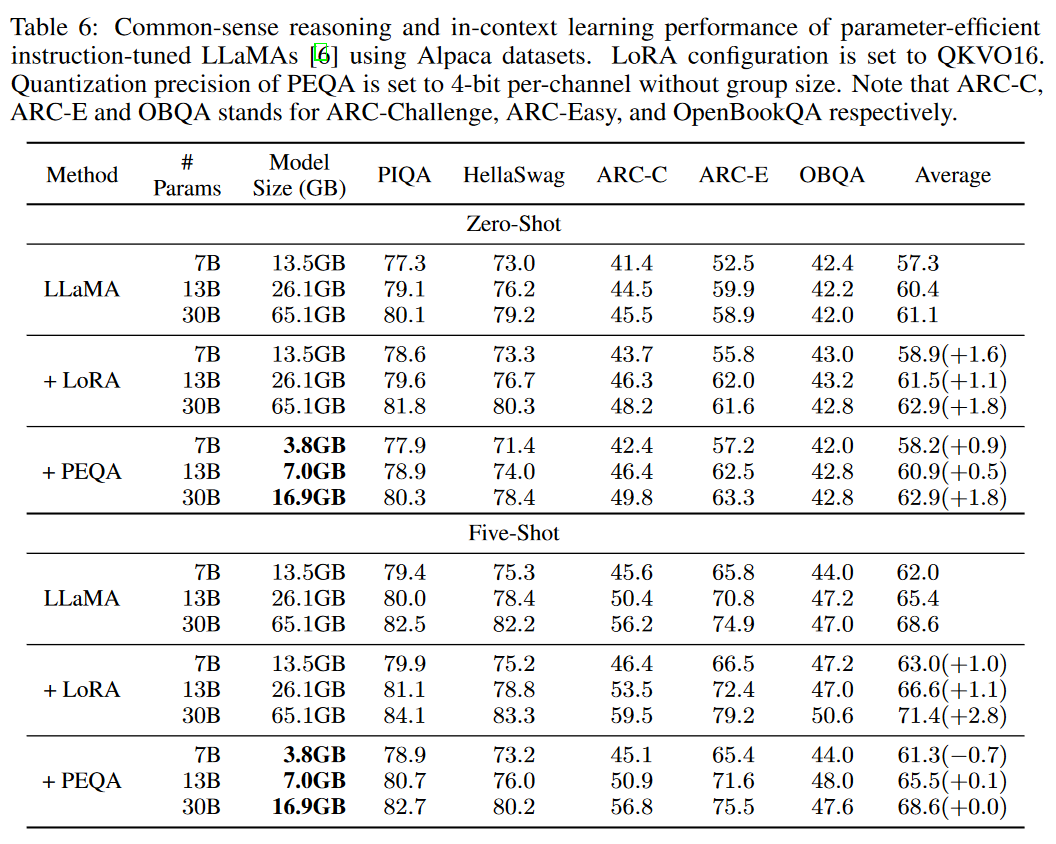 Table 6: Common-sense reasoning and in-context learning performance of parameter-efficient
instruction-tuned LLaMAs [6] using Alpaca datasets. LoRA configuration is set to QKVO16.
Quantization precision of PEQA is set to 4-bit per-channel without group size. Note that ARC-C,
ARC-E and OBQA stands for ARC-Challenge, ARC-Easy, and OpenBookQA respectively.
Method # Params Model Size (GB) PIQA HellaSwag ARC-C ARC-E OBQA Average
Zero-Shot
7B 13.5GB 77.3 73.0 41.4 52.5 42.4 57.3
LLaMA 13B 26.1GB 79.1 76.2 44.5 59.9 42.2 60.4
30B 65.1GB 80.1 79.2 45.5 58.9 42.0 61.1
7B 13.5GB 78.6 73.3 43.7 55.8 43.0 58.9(+1.6)
+ LoRA 13B 26.1GB 79.6 76.7 46.3 62.0 43.2 61.5(+1.1)
30B 65.1GB 81.8 80.3 48.2 61.6 42.8 62.9(+1.8)
7B 3.8GB 77.9 71.4 42.4 57.2 42.0 58.2(+0.9)
+ PEQA 13B 7.0GB 78.9 74.0 46.4 62.5 42.8 60.9(+0.5)
30B 16.9GB 80.3 78.4 49.8 63.3 42.8 62.9(+1.8)
Five-Shot
7B 13.5GB 79.4 75.3 45.6 65.8 44.0 62.0
LLaMA 13B 26.1GB 80.0 78.4 50.4 70.8 47.2 65.4
30B 65.1GB 82.5 82.2 56.2 74.9 47.0 68.6
7B 13.5GB 79.9 75.2 46.4 66.5 47.2 63.0(+1.0)
+ LoRA 13B 26.1GB 81.1 78.8 53.5 72.4 47.0 66.6(+1.1)
30B 65.1GB 84.1 83.3 59.5 79.2 50.6 71.4(+2.8)
7B 3.8GB 78.9 73.2 45.1 65.4 44.0 61.3(−0.7)
+ PEQA 13B 7.0GB 80.7 76.0 50.9 71.6 48.0 65.5(+0.1)
30B 16.9GB 82.7 80.2 56.8 75.5 47.6 68.6(+0.0)